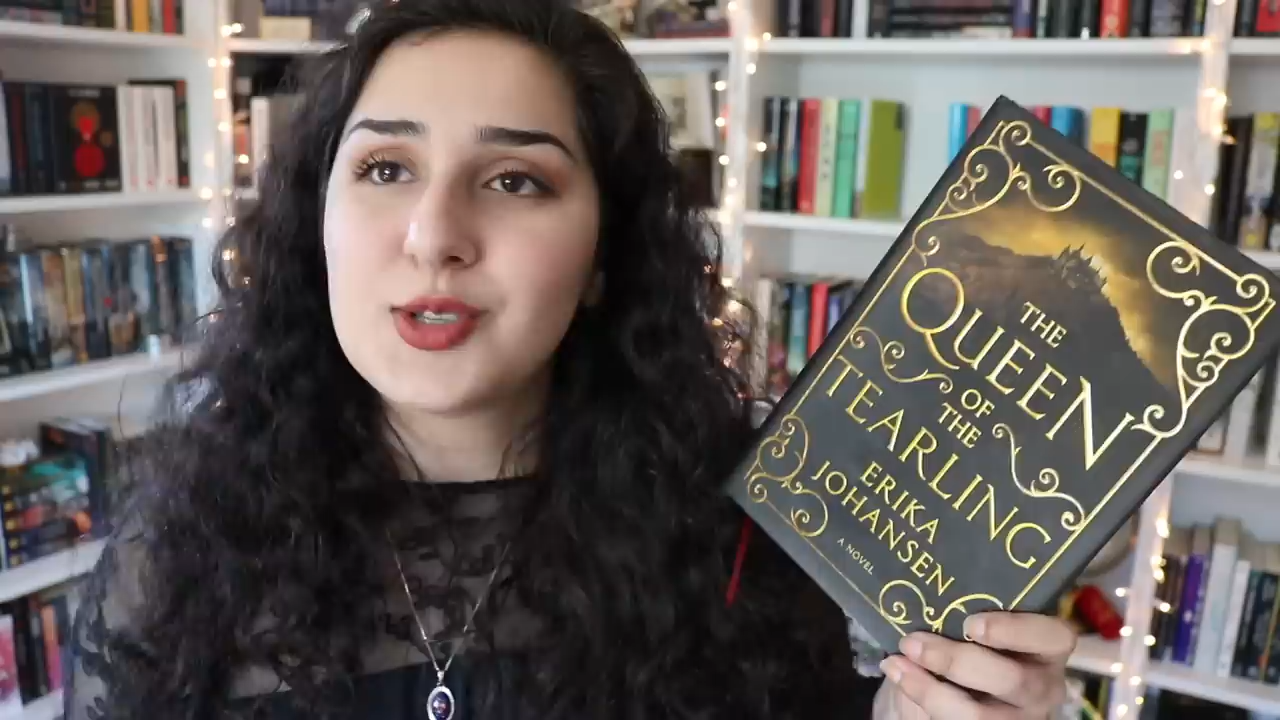 THE
QUEEN
OF
THE
TEARLING
ERIKA
JOHANSEN
A NOVEL